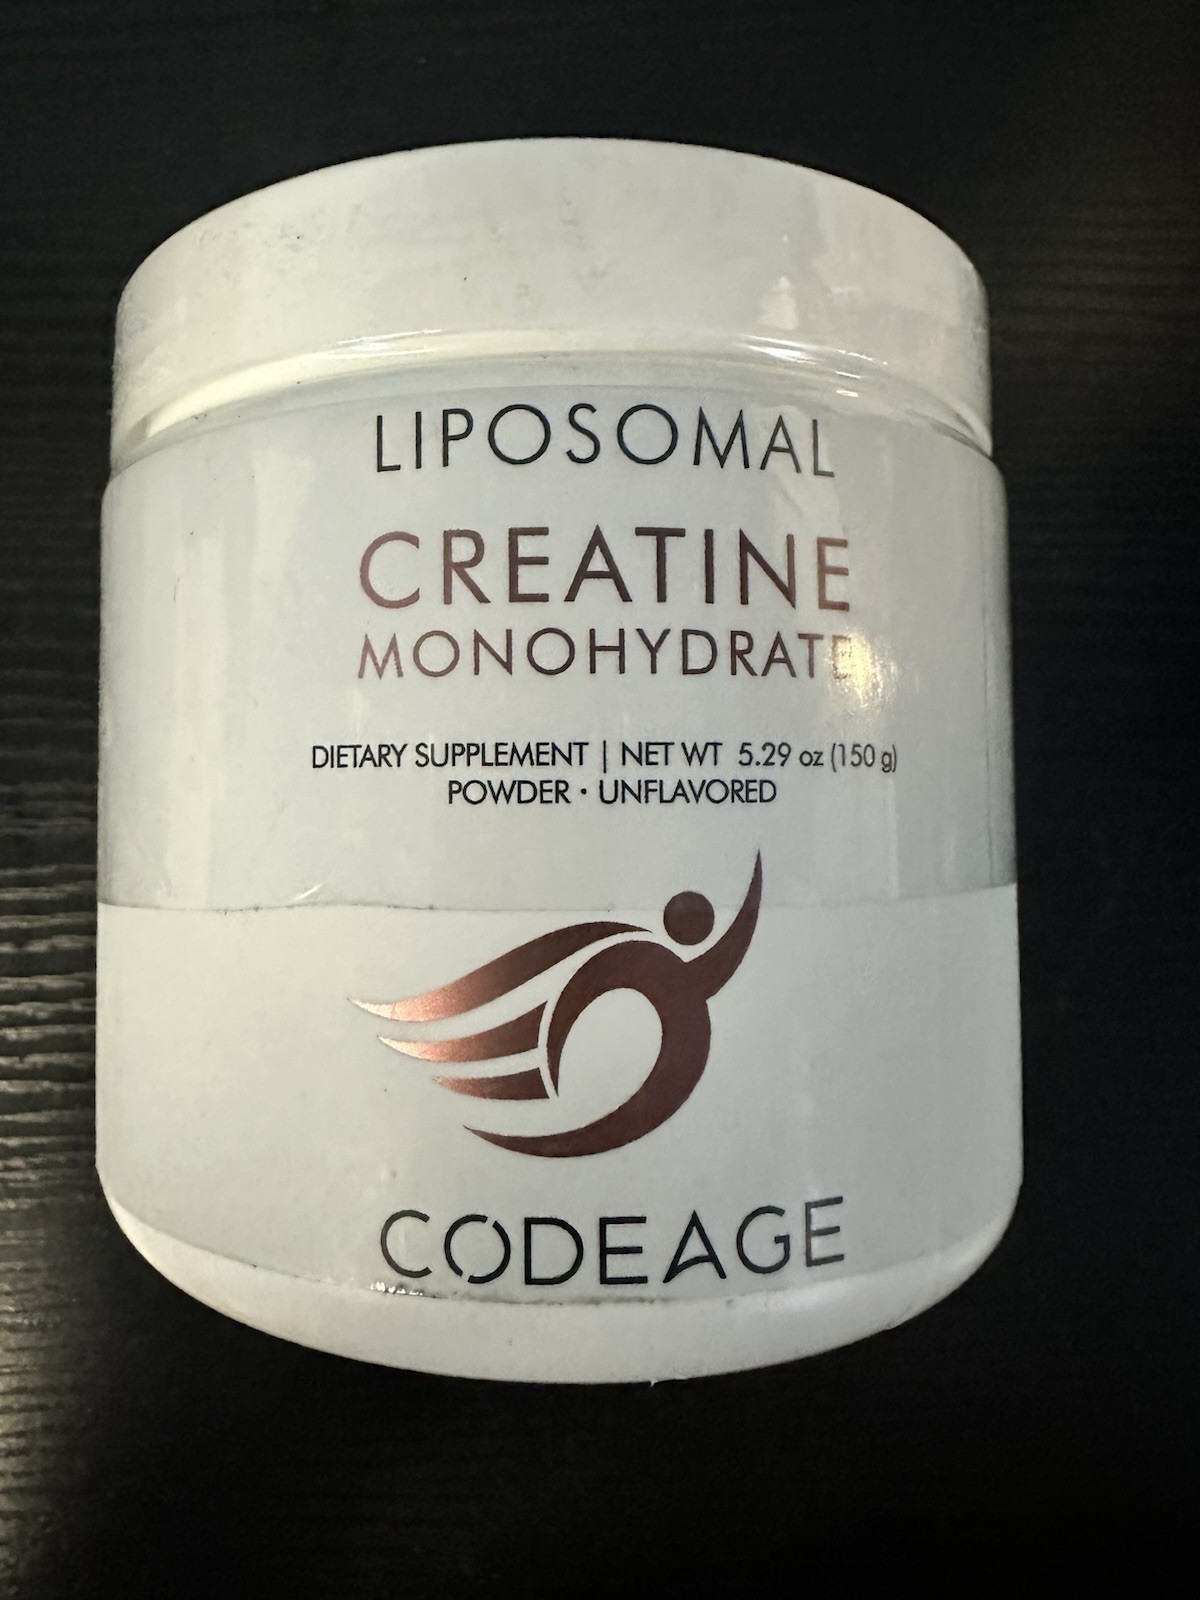 LIPOSOMAL
CREATINE
MONOHYDRATE
DIETARY SUPPLEMENT | NET WT 5.29 oz (150 g)
POWDER • UNFLAVORED
CODEAGE